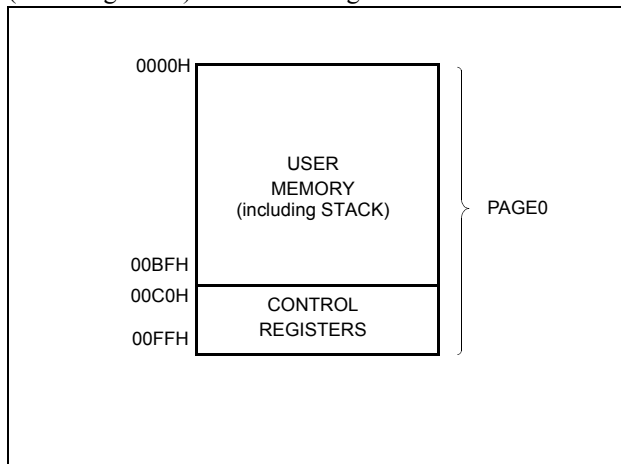 0000H
USER
MEMORY
(including STACK)
PAGE0
00BFH
00C0H
CONTROL
REGISTERS
00FFH